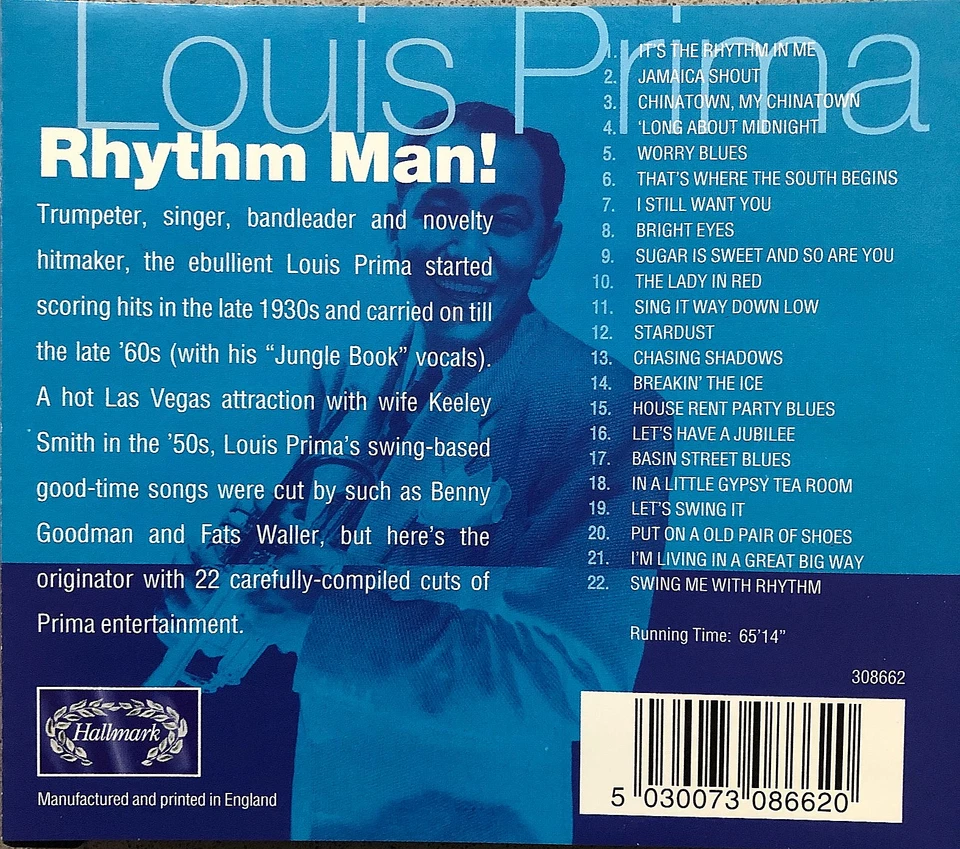 Louis Prima
Rhythm Man!
Trumpeter, singer, bandleader and novelty
hitmaker, the ebullient Louis Prima started
scoring hits in the late 1930s and carried on till
the late ’60s (with his “Jungle Book” vocals).
A hot Las Vegas attraction with wife Keeley
Smith in the ’50s, Louis Prima’s swing-based
good-time songs were cut by such as Benny
Goodman and Fats Waller, but here’s the
originator with 22 carefully-compiled cuts of
Prima entertainment.
1. IT’S THE RHYTHM IN ME
2. JAMAICA SHOUT
3. CHINATOWN, MY CHINATOWN
4. ‘LONG ABOUT MIDNIGHT
5. WORRY BLUES
6. THAT’S WHERE THE SOUTH BEGINS
7. I STILL WANT YOU
8. BRIGHT EYES
9. SUGAR IS SWEET AND SO ARE YOU
10. THE LADY IN RED
11. SING IT WAY DOWN LOW
12. STARDUST
13. CHASING SHADOWS
14. BREAKIN’ THE ICE
15. HOUSE RENT PARTY BLUES
16. LET’S HAVE A JUBILEE
17. BASIN STREET BLUES
18. IN A LITTLE GYPSY TEA ROOM
19. LET’S SWING IT
20. PUT ON A OLD PAIR OF SHOES
21. I’M LIVING IN A GREAT BIG WAY
22. SWING ME WITH RHYTHM
Running Time: 65’14”
308662
Hallmark
Manufactured and printed in England
5 030073 086620